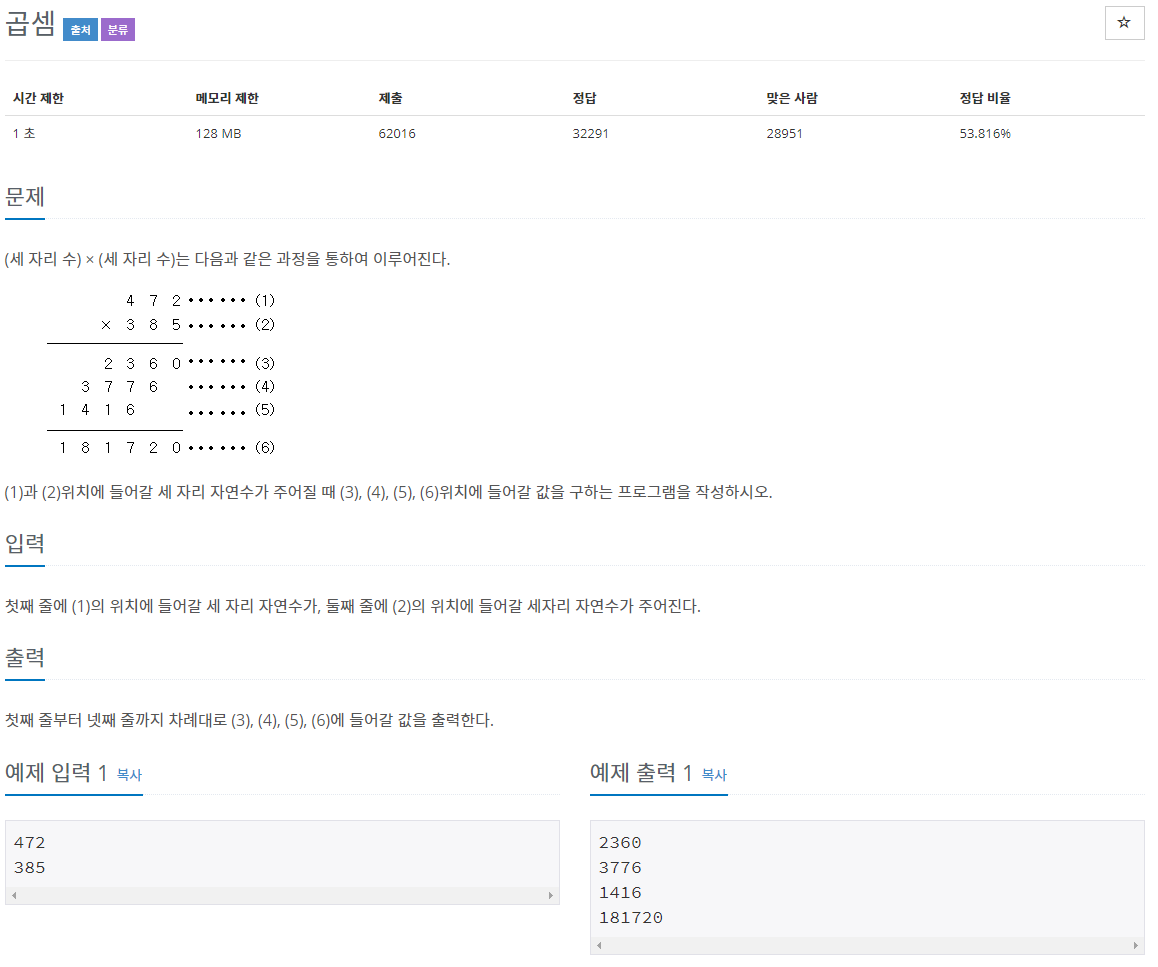 곱셈 출처 분류
☆
시간 제한 메모리 제한 제출 정답 맞은 사람 정답 비율
1 초 128 MB 62016 32291 28951 53.816%
문제
(세 자리 수) × (세 자리 수)는 다음과 같은 과정을 통하여 이루어진다.
4 7 2 •••••• (1)
× 3 8 5 •••••• (2)
2 3 6 0 •••••• (3)
3 7 7 6 •••••• (4)
1 4 1 6 •••••• (5)
1 8 1 7 2 0 •••••• (6)
(1)과 (2)위치에 들어갈 세 자리 자연수가 주어질 때 (3), (4), (5), (6)위치에 들어갈 값을 구하는 프로그램을 작성하시오.
입력
첫째 줄에 (1)의 위치에 들어갈 세 자리 자연수가, 둘째 줄에 (2)의 위치에 들어갈 세자리 자연수가 주어진다.
출력
첫째 줄부터 넷째 줄까지 차례대로 (3), (4), (5), (6)에 들어갈 값을 출력한다.
예제 입력 1 복사
472
385
예제 출력 1 복사
2360
3776
1416
181720